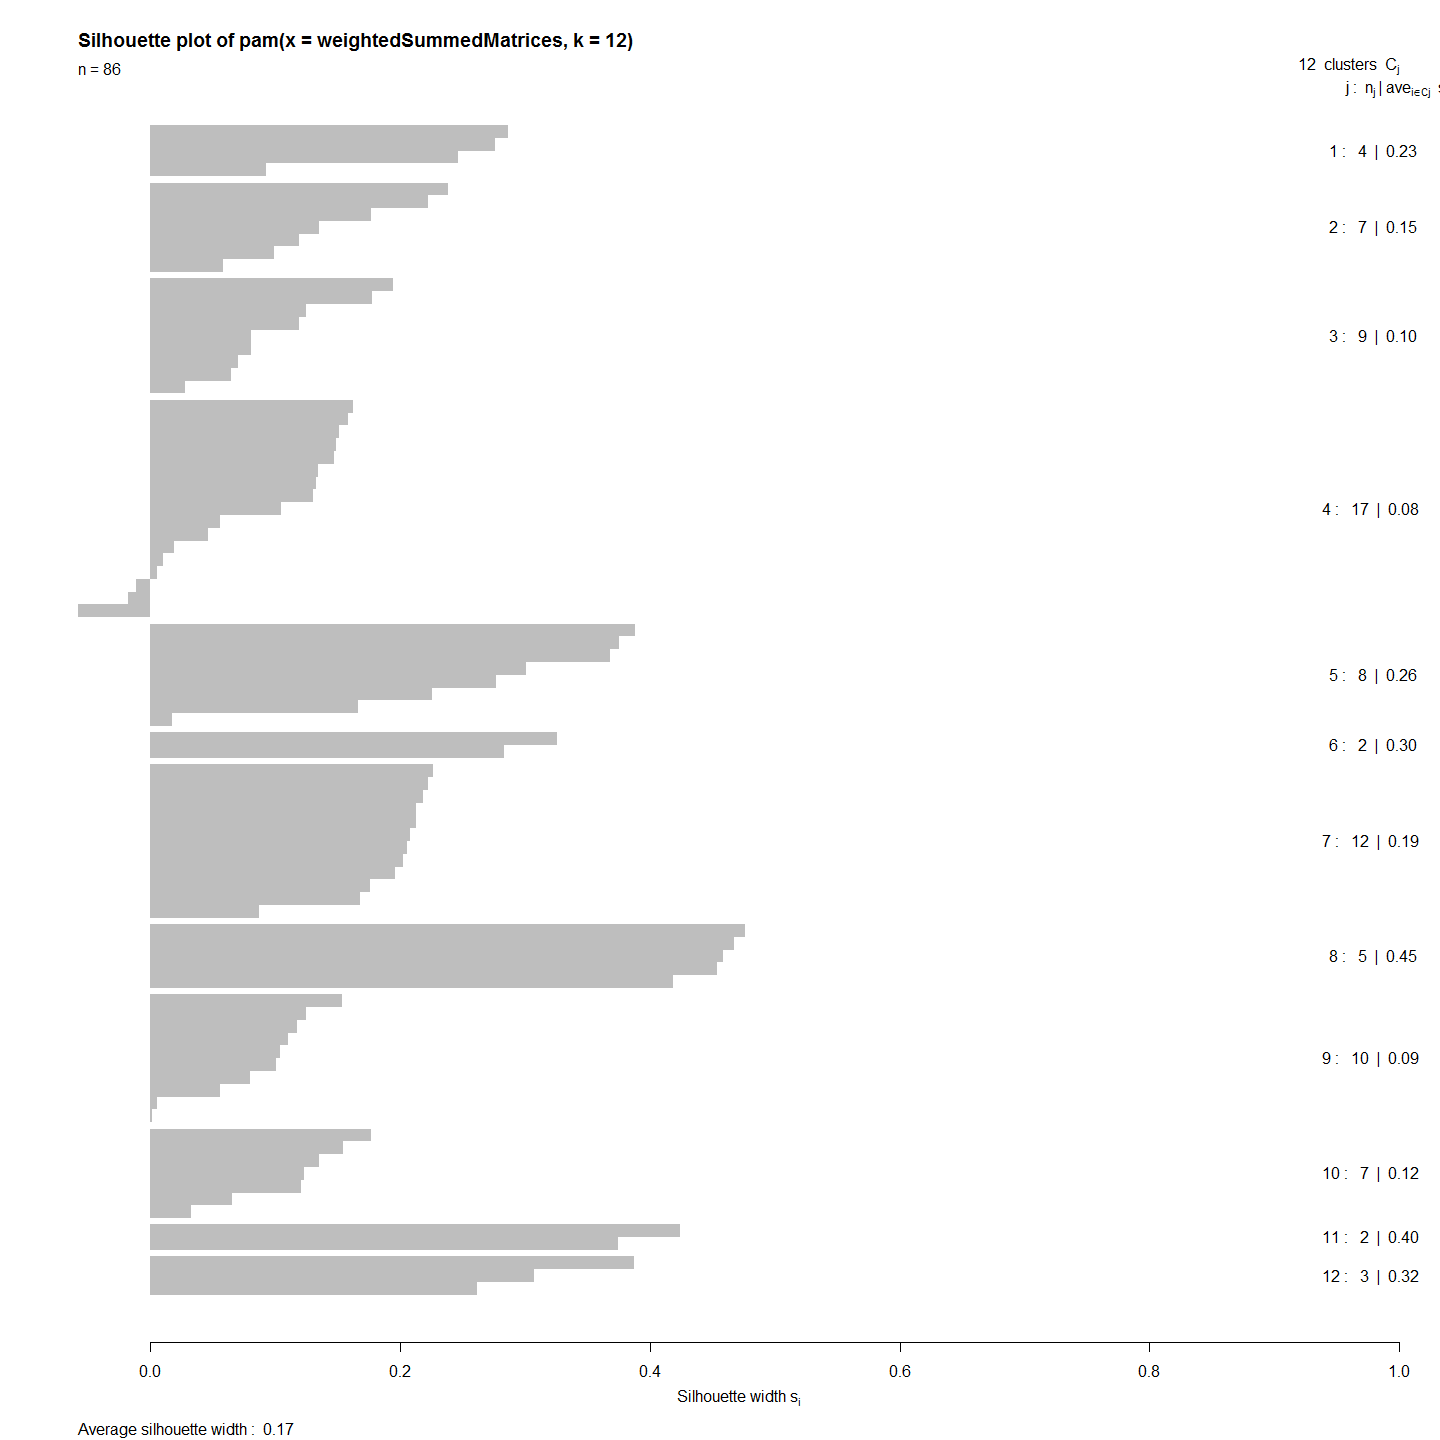 Silhouette plot of pam(x = weightedSummedMatrices, k = 12)
n = 86
12 clusters Cj
j : nj | avei∈Cj s
1 : 4 | 0.23
2 : 7 | 0.15
3 : 9 | 0.10
4 : 17 | 0.08
5 : 8 | 0.26
6 : 2 | 0.30
7 : 12 | 0.19
8 : 5 | 0.45
9 : 10 | 0.09
10 : 7 | 0.12
11 : 2 | 0.40
12 : 3 | 0.32
0.0 0.2 0.4 0.6 0.8 1.0
Silhouette width si
Average silhouette width : 0.17